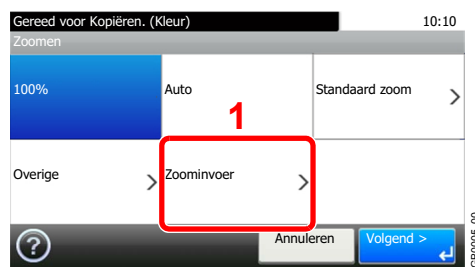 Gereed voor Kopiëren. (Kleur) 10:10
Zoomen
100% Auto Standaard zoom >
1
Overige > Zoominvoer >
? Annuleren Volgend >